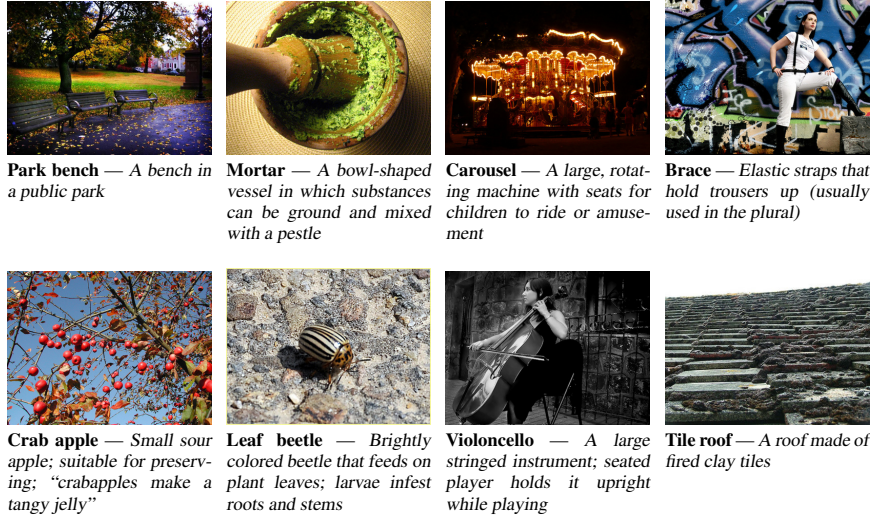 Park bench — A bench in
a public park
Mortar — A bowl-shaped
vessel in which substances
can be ground and mixed
with a pestle
Carousel — A large, rotat-
ing machine with seats for
children to ride or amuse-
ment
Brace — Elastic straps that
hold trousers up (usually
used in the plural)
Crab apple — Small sour
apple; suitable for preserv-
ing; “crabapples make a
tangy jelly”
Leaf beetle — Brightly
colored beetle that feeds on
plant leaves; larvae infest
roots and stems
Violoncello — A large
stringed instrument; seated
player holds it upright
while playing
Tile roof — A roof made of
fired clay tiles